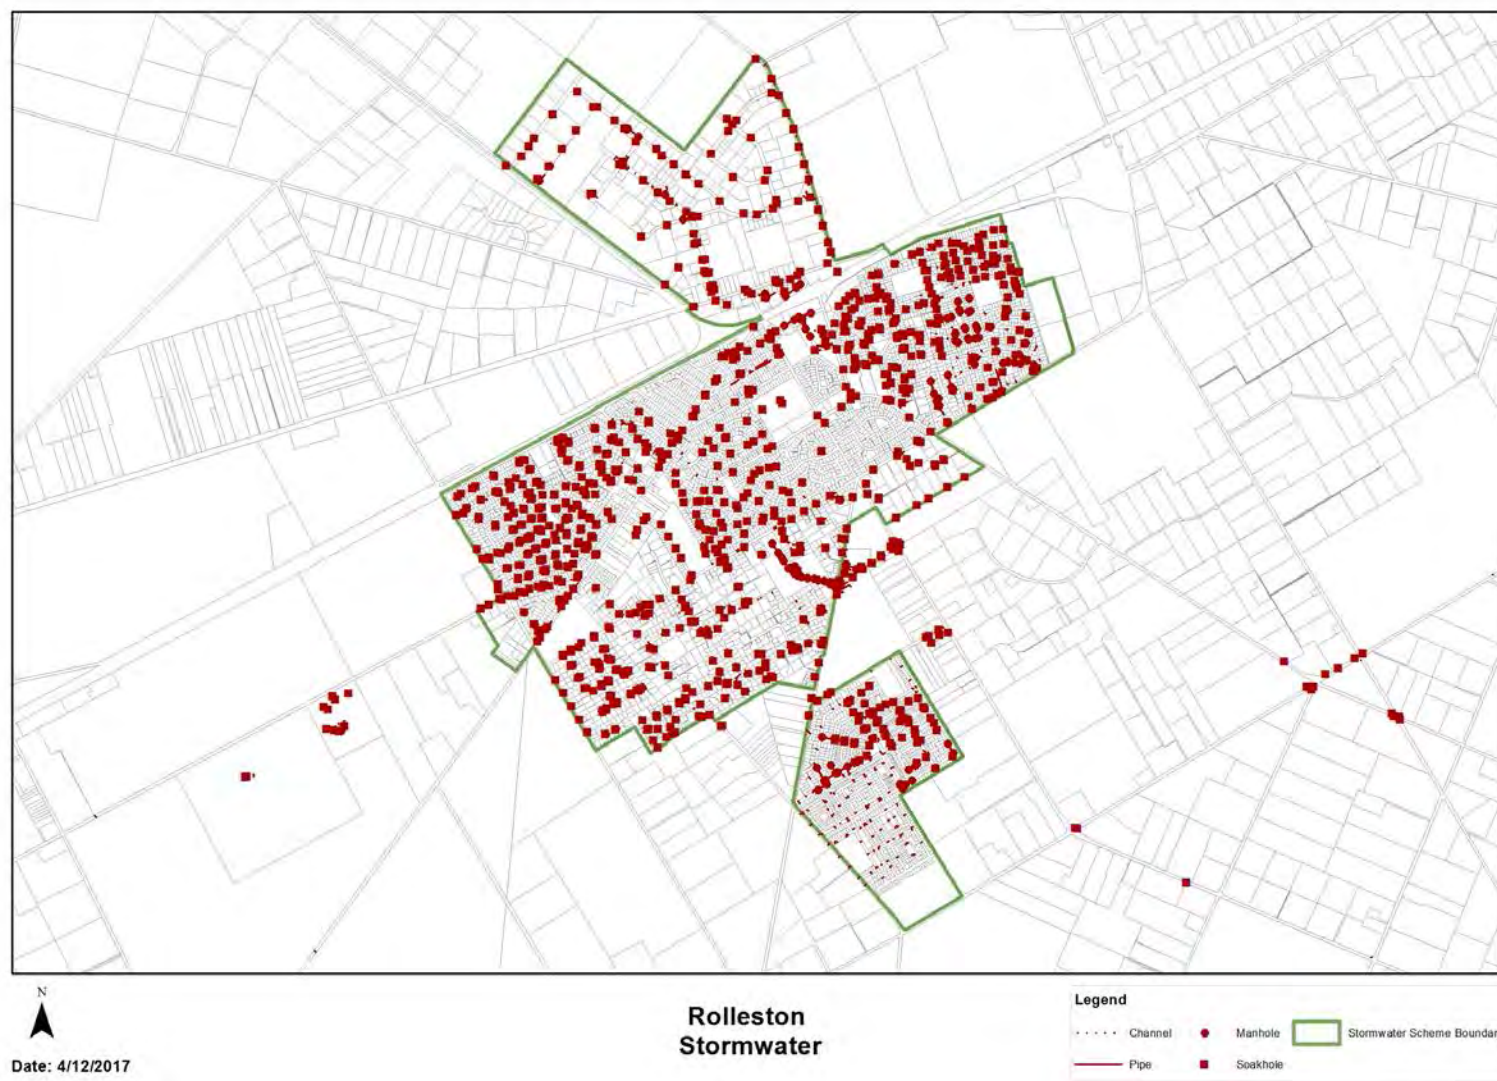 N
Date: 4/12/2017
Rolleston
Stormwater
Legend
Channel
Manhole
Stormwater Scheme Boundar
Pipe
Soakhole